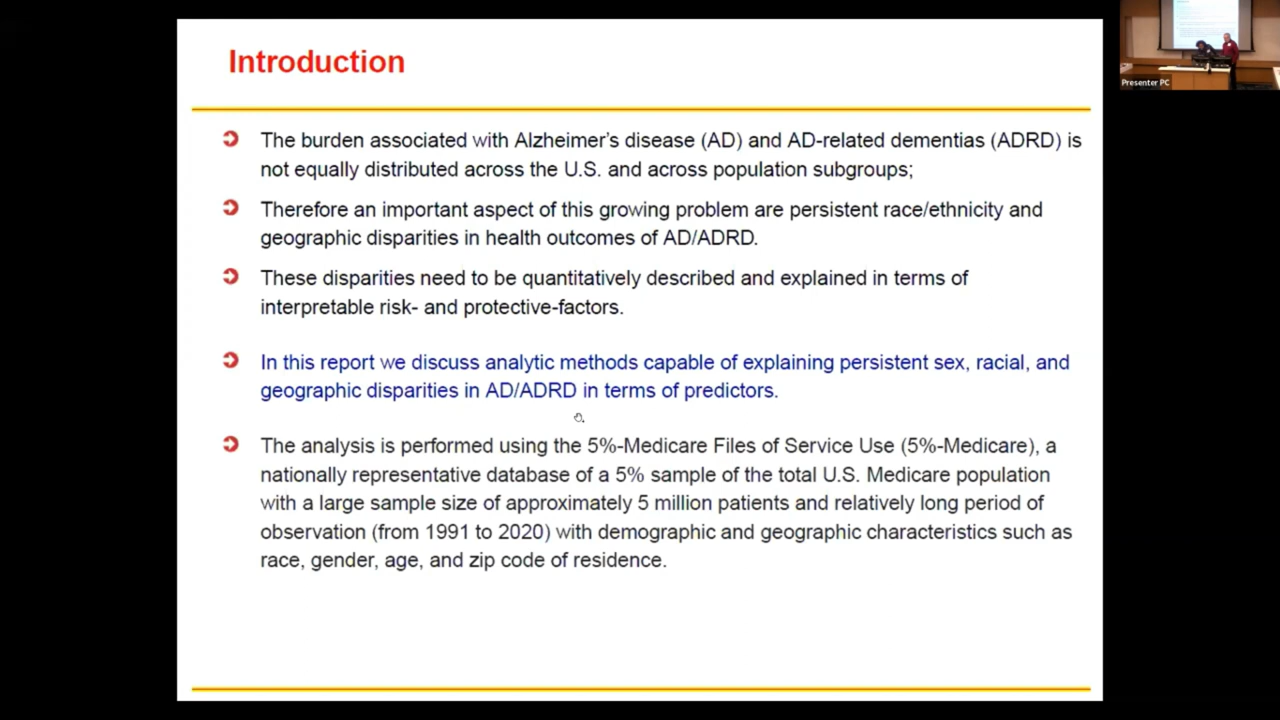 Introduction
The burden associated with Alzheimer's disease (AD) and AD-related dementias (ADRD) is
not equally distributed across the U.S. and across population subgroups;
Therefore an important aspect of this growing problem are persistent race/ethnicity and
geographic disparities in health outcomes of AD/ADRD.
These disparities need to be quantitatively described and explained in terms of
interpretable risk- and protective-factors.
In this report we discuss analytic methods capable of explaining persistent sex, racial, and
geographic disparities in AD/ADRD in terms of predictors.
The analysis is performed using the 5%-Medicare Files of Service Use (5%-Medicare), a
nationally representative database of a 5% sample of the total U.S. Medicare population
with a large sample size of approximately 5 million patients and relatively long period of
observation (from 1991 to 2020) with demographic and geographic characteristics such as
race, gender, age, and zip code of residence.
Presenter PC